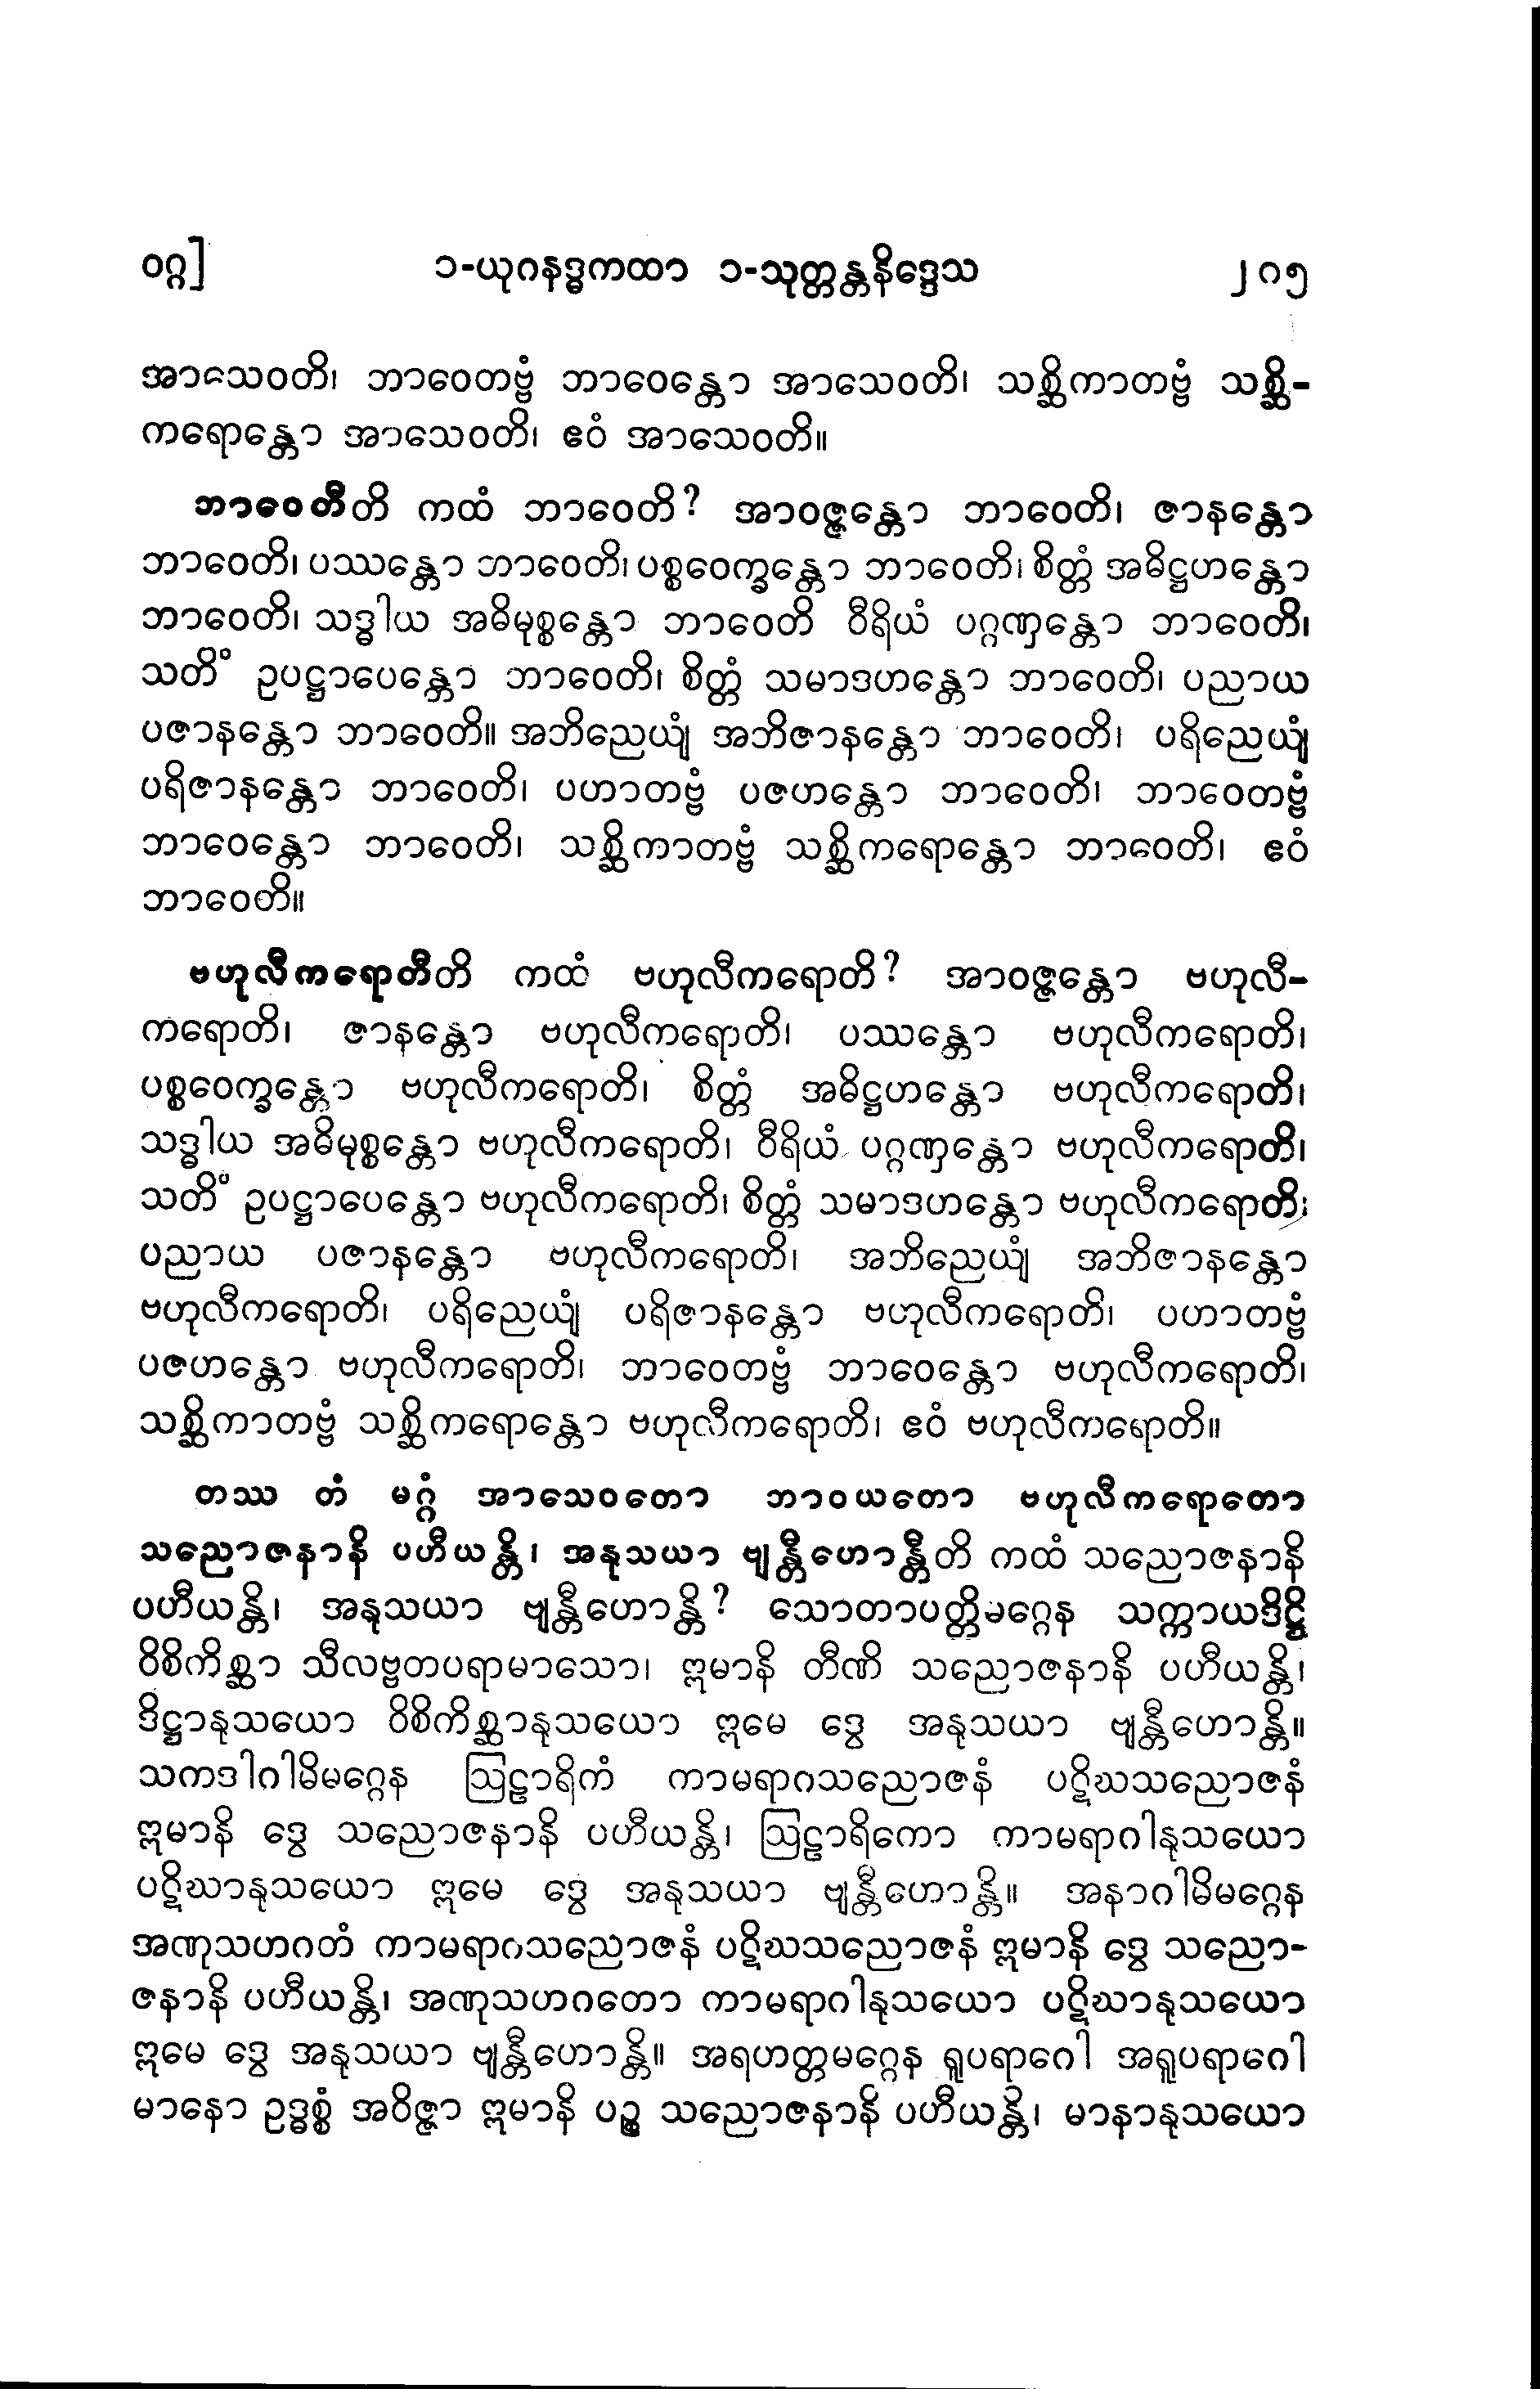 ဝဂ္ဂ] ၁-ယုဂနဒ္ဓကထာ ၁-သုတ္တန္တနိဒ္ဒေသ ၂၈၅
အာသေဝတိ၊ ဘာဝေတဗ္ဗံ ဘာဝေန္တော အာသေဝတိ၊ သစ္ဆိကာတဗ္ဗံ သစ္ဆိ-
ကရောန္တော အာသေဝတိ၊ ဧဝံ အာသေဝတိ။
ဘာဝေတီတိ ကထံ ဘာဝေတိ? အာဝဇ္ဇန္တော ဘာဝေတိ၊ ဇာနန္တော
ဘာဝေတိ၊ ပဿန္တော ဘာဝေတိ၊ ပစ္စဝေက္ခန္တော ဘာဝေတိ၊ စိတ္တံ အဓိဋ္ဌဟန္တော
ဘာဝေတိ၊ သဒ္ဓါယ အဓိမုစ္စန္တော ဘာဝေတိ ဝီရိယံ ပဂ္ဂဏှန္တော ဘာဝေတိ၊
သတိံ ဥပဋ္ဌာပေန္တော ဘာဝေတိ၊ စိတ္တံ သမာဒဟန္တော ဘာဝေတိ၊ ပညာယ
ပဇာနန္တော ဘာဝေတိ။ အဘိညေယျံ အဘိဇာနန္တော ဘာဝေတိ၊ ပရိညေယျံ
ပရိဇာနန္တော ဘာဝေတိ၊ ပဟာတဗ္ဗံ ပဇဟန္တော ဘာဝေတိ၊ ဘာဝေတဗ္ဗံ
ဘာဝေန္တော ဘာဝေတိ၊ သစ္ဆိကာတဗ္ဗံ သစ္ဆိကရောန္တော ဘာဝေတိ၊ ဧဝံ
ဘာဝေတိ။
ဗဟုလီကရောတီတိ ကထံ ဗဟုလီကရောတိ? အာဝဇ္ဇန္တော ဗဟုလီ-
ကရောတိ၊ ဇာနန္တော ဗဟုလီကရောတိ၊ ပဿန္တော ဗဟုလီကရောတိ၊
ပစ္စဝေက္ခန္တော ဗဟုလီကရောတိ၊ စိတ္တံ အဓိဋ္ဌဟန္တော ဗဟုလီကရောတိ၊
သဒ္ဓါယ အဓိမုစ္စန္တော ဗဟုလီကရောတိ၊ ဝီရိယံ ပဂ္ဂဏှန္တော ဗဟုလီကရောတိ၊
သတိံ ဥပဋ္ဌာပေန္တော ဗဟုလီကရောတိ၊ စိတ္တံ သမာဒဟန္တော ဗဟုလီကရောတိ၊
ပညာယ ပဇာနန္တော ဗဟုလီကရောတိ၊ အဘိညေယျံ အဘိဇာနန္တော
ဗဟုလီကရောတိ၊ ပရိညေယျံ ပရိဇာနန္တော ဗဟုလီကရောတိ၊ ပဟာတဗ္ဗံ
ပဇဟန္တော ဗဟုလီကရောတိ၊ ဘာဝေတဗ္ဗံ ဘာဝေန္တော ဗဟုလီကရောတိ၊
သစ္ဆိကာတဗ္ဗံ သစ္ဆိကရောန္တော ဗဟုလီကရောတိ၊ ဧဝံ ဗဟုလီကရောတိ။
တဿ တံ မဂ္ဂံ အာသေဝတော ဘာဝယတော ဗဟုလီကရောတော
သညောဇနာနိ ပဟီယန္တိ၊ အနုသယာ ဗျန္တီဟောန္တီတိ ကထံ သညောဇနာနိ
ပဟီယန္တိ၊ အနုသယာ ဗျန္တီဟောန္တိ? သောတာပတ္တိမဂ္ဂေန သက္ကာယဒိဋ္ဌိ
ဝိစိကိစ္ဆာ သီလဗ္ဗတပရာမာသော၊ ဣမာနိ တီဏိ သညောဇနာနိ ပဟီယန္တိ၊
ဒိဋ္ဌာနုသယော ဝိစိကိစ္ဆာနုသယော ဣမေ ဒွေ အနုသယာ ဗျန္တီဟောန္တိ။
သကဒါဂါမိမဂ္ဂေန ဩဠာရိကံ ကာမရာဂသညောဇနံ ပဋိဃသညောဇနံ
ဣမာနိ ဒွေ သညောဇနာနိ ပဟီယန္တိ၊ ဩဠာရိကော ကာမရာဂါနုသယော
ပဋိဃာနုသယော ဣမေ ဒွေ အနုသယာ ဗျန္တီဟောန္တိ။ အနာဂါမိမဂ္ဂေန
အဏုသဟဂတံ ကာမရာဂသညောဇနံ ပဋိဃသညောဇနံ ဣမာနိ ဒွေ သညော-
ဇနာနိ ပဟီယန္တိ၊ အဏုသဟဂတော ကာမရာဂါနုသယော ပဋိဃာနုသယော
ဣမေ ဒွေ အနုသယာ ဗျန္တီဟောန္တိ။ အရဟတ္တမဂ္ဂေန ရူပရာဂေါ အရူပရာဂေါ
မာနော ဥဒ္ဓစ္စံ အဝိဇ္ဇာ ဣမာနိ ပဉ္စ သညောဇနာနိ ပဟီယန္တိ၊ မာနာနုသယော